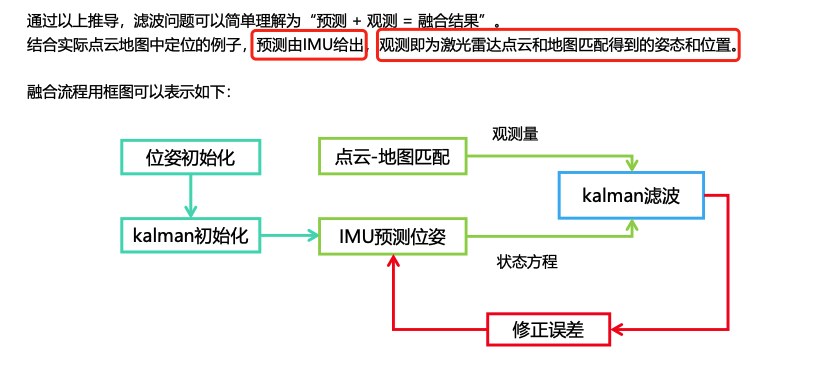 通过以上推导，滤波问题可以简单理解为“预测 + 观测 = 融合结果”。
结合实际点云地图中定位的例子，预测由IMU给出，观测即为激光雷达点云和地图匹配得到的姿态和位置。
融合流程用框图可以表示如下：
观测量
位姿初始化
点云-地图匹配
kalman滤波
kalman初始化
IMU预测位姿
状态方程
修正误差